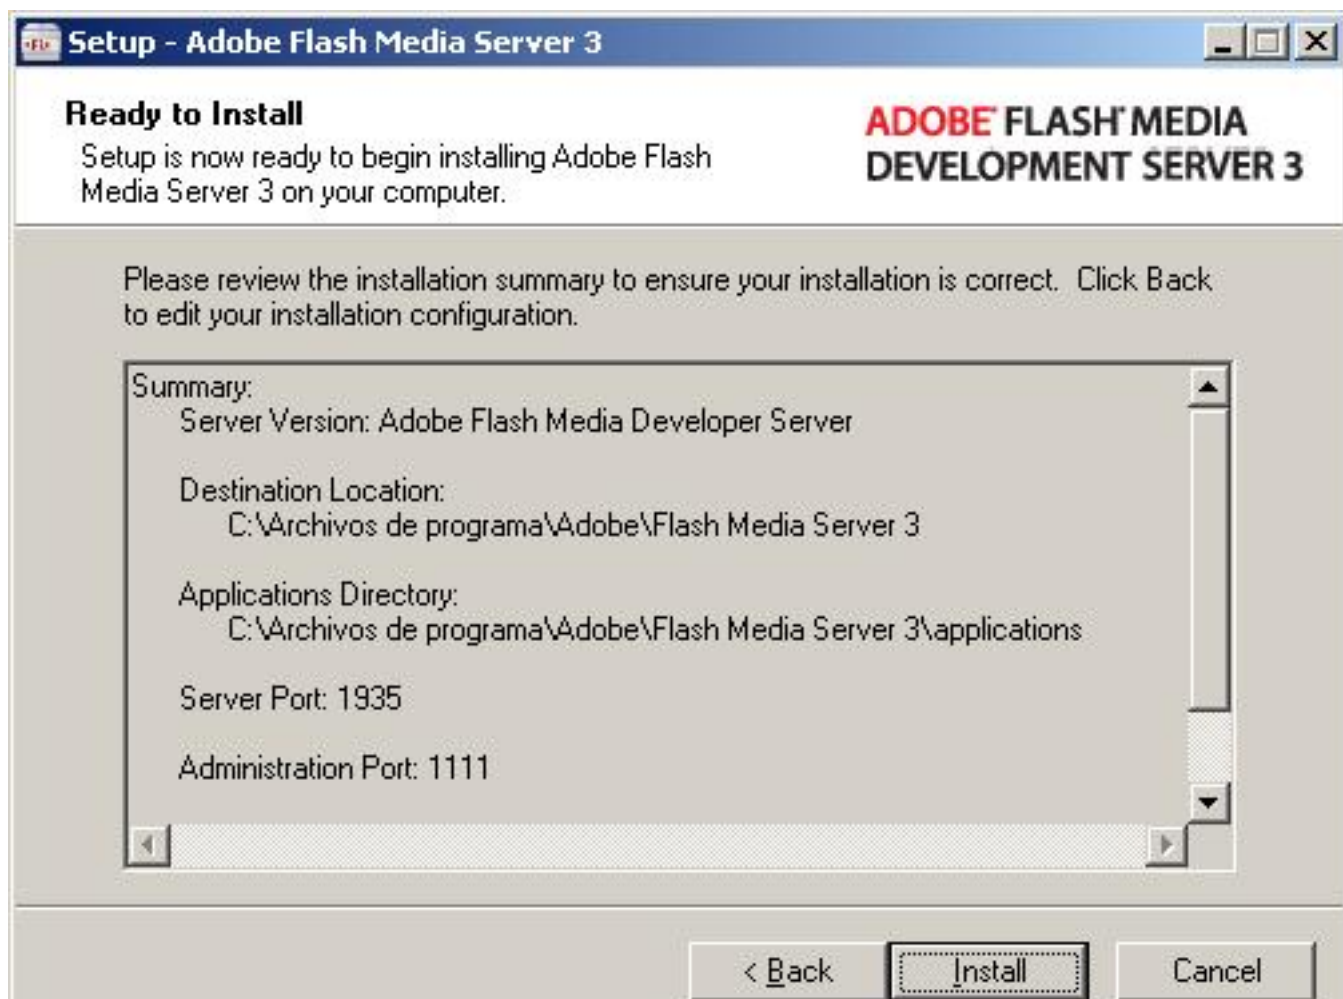 Setup - Adobe Flash Media Server 3
Ready to Install
Setup is now ready to begin installing Adobe Flash
Media Server 3 on your computer.
ADOBE FLASH MEDIA
DEVELOPMENT SERVER 3
Please review the installation summary to ensure your installation is correct.  Click Back
to edit your installation configuration.
Summary:
Server Version: Adobe Flash Media Developer Server
Destination Location:
C:\Archivos de programa\Adobe\Flash Media Server 3
Applications Directory:
C:\Archivos de programa\Adobe\Flash Media Server 3\applications
Server Port: 1935
Administration Port: 1111
< Back
Install
Cancel